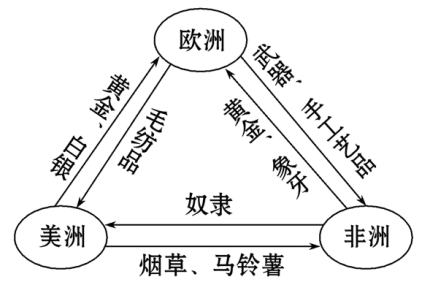 欧洲
黄金、白银
毛纺品
武器、手工艺品
黄金、象牙
奴隶
美洲
非洲
烟草、马铃薯